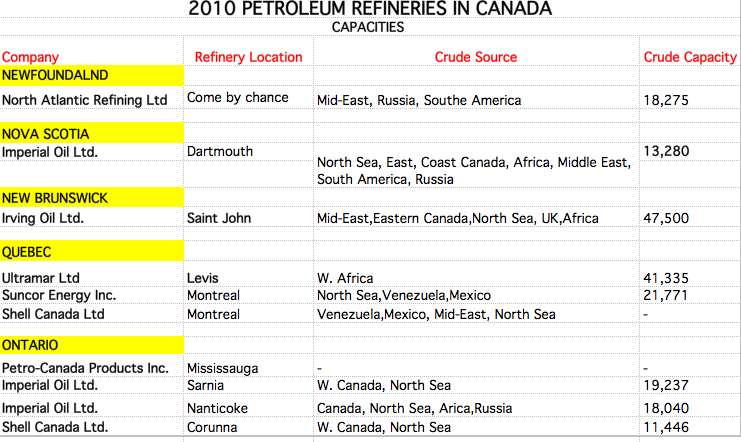 2010 PETROLEUM REFINERIES IN CANADA
CAPACITIES
Company Refinery Location Crude Source Crude Capacity
NEWFOUNDALND
North Atlantic Refining Ltd Come by chance Mid-East, Russia, Southe America 18,275
NOVA SCOTIA
Imperial Oil Ltd. Dartmouth North Sea, East, Coast Canada, Africa, Middle East, 13,280
South America, Russia
NEW BRUNSWICK
Irving Oil Ltd. Saint John Mid-East,Eastern Canada,North Sea, UK,Africa 47,500
QUEBEC
Ultramar Ltd Levis W. Africa 41,335
Suncor Energy Inc. Montreal North Sea,Venezuela,Mexico 21,771
Shell Canada Ltd Montreal Venezuela,Mexico, Mid-East, North Sea -
ONTARIO
Petro-Canada Products Inc. Mississauga - -
Imperial Oil Ltd. Sarnia W. Canada, North Sea 19,237
Imperial Oil Ltd. Nanticoke Canada, North Sea, Arica,Russia 18,040
Shell Canada Ltd. Corunna W. Canada, North Sea 11,446